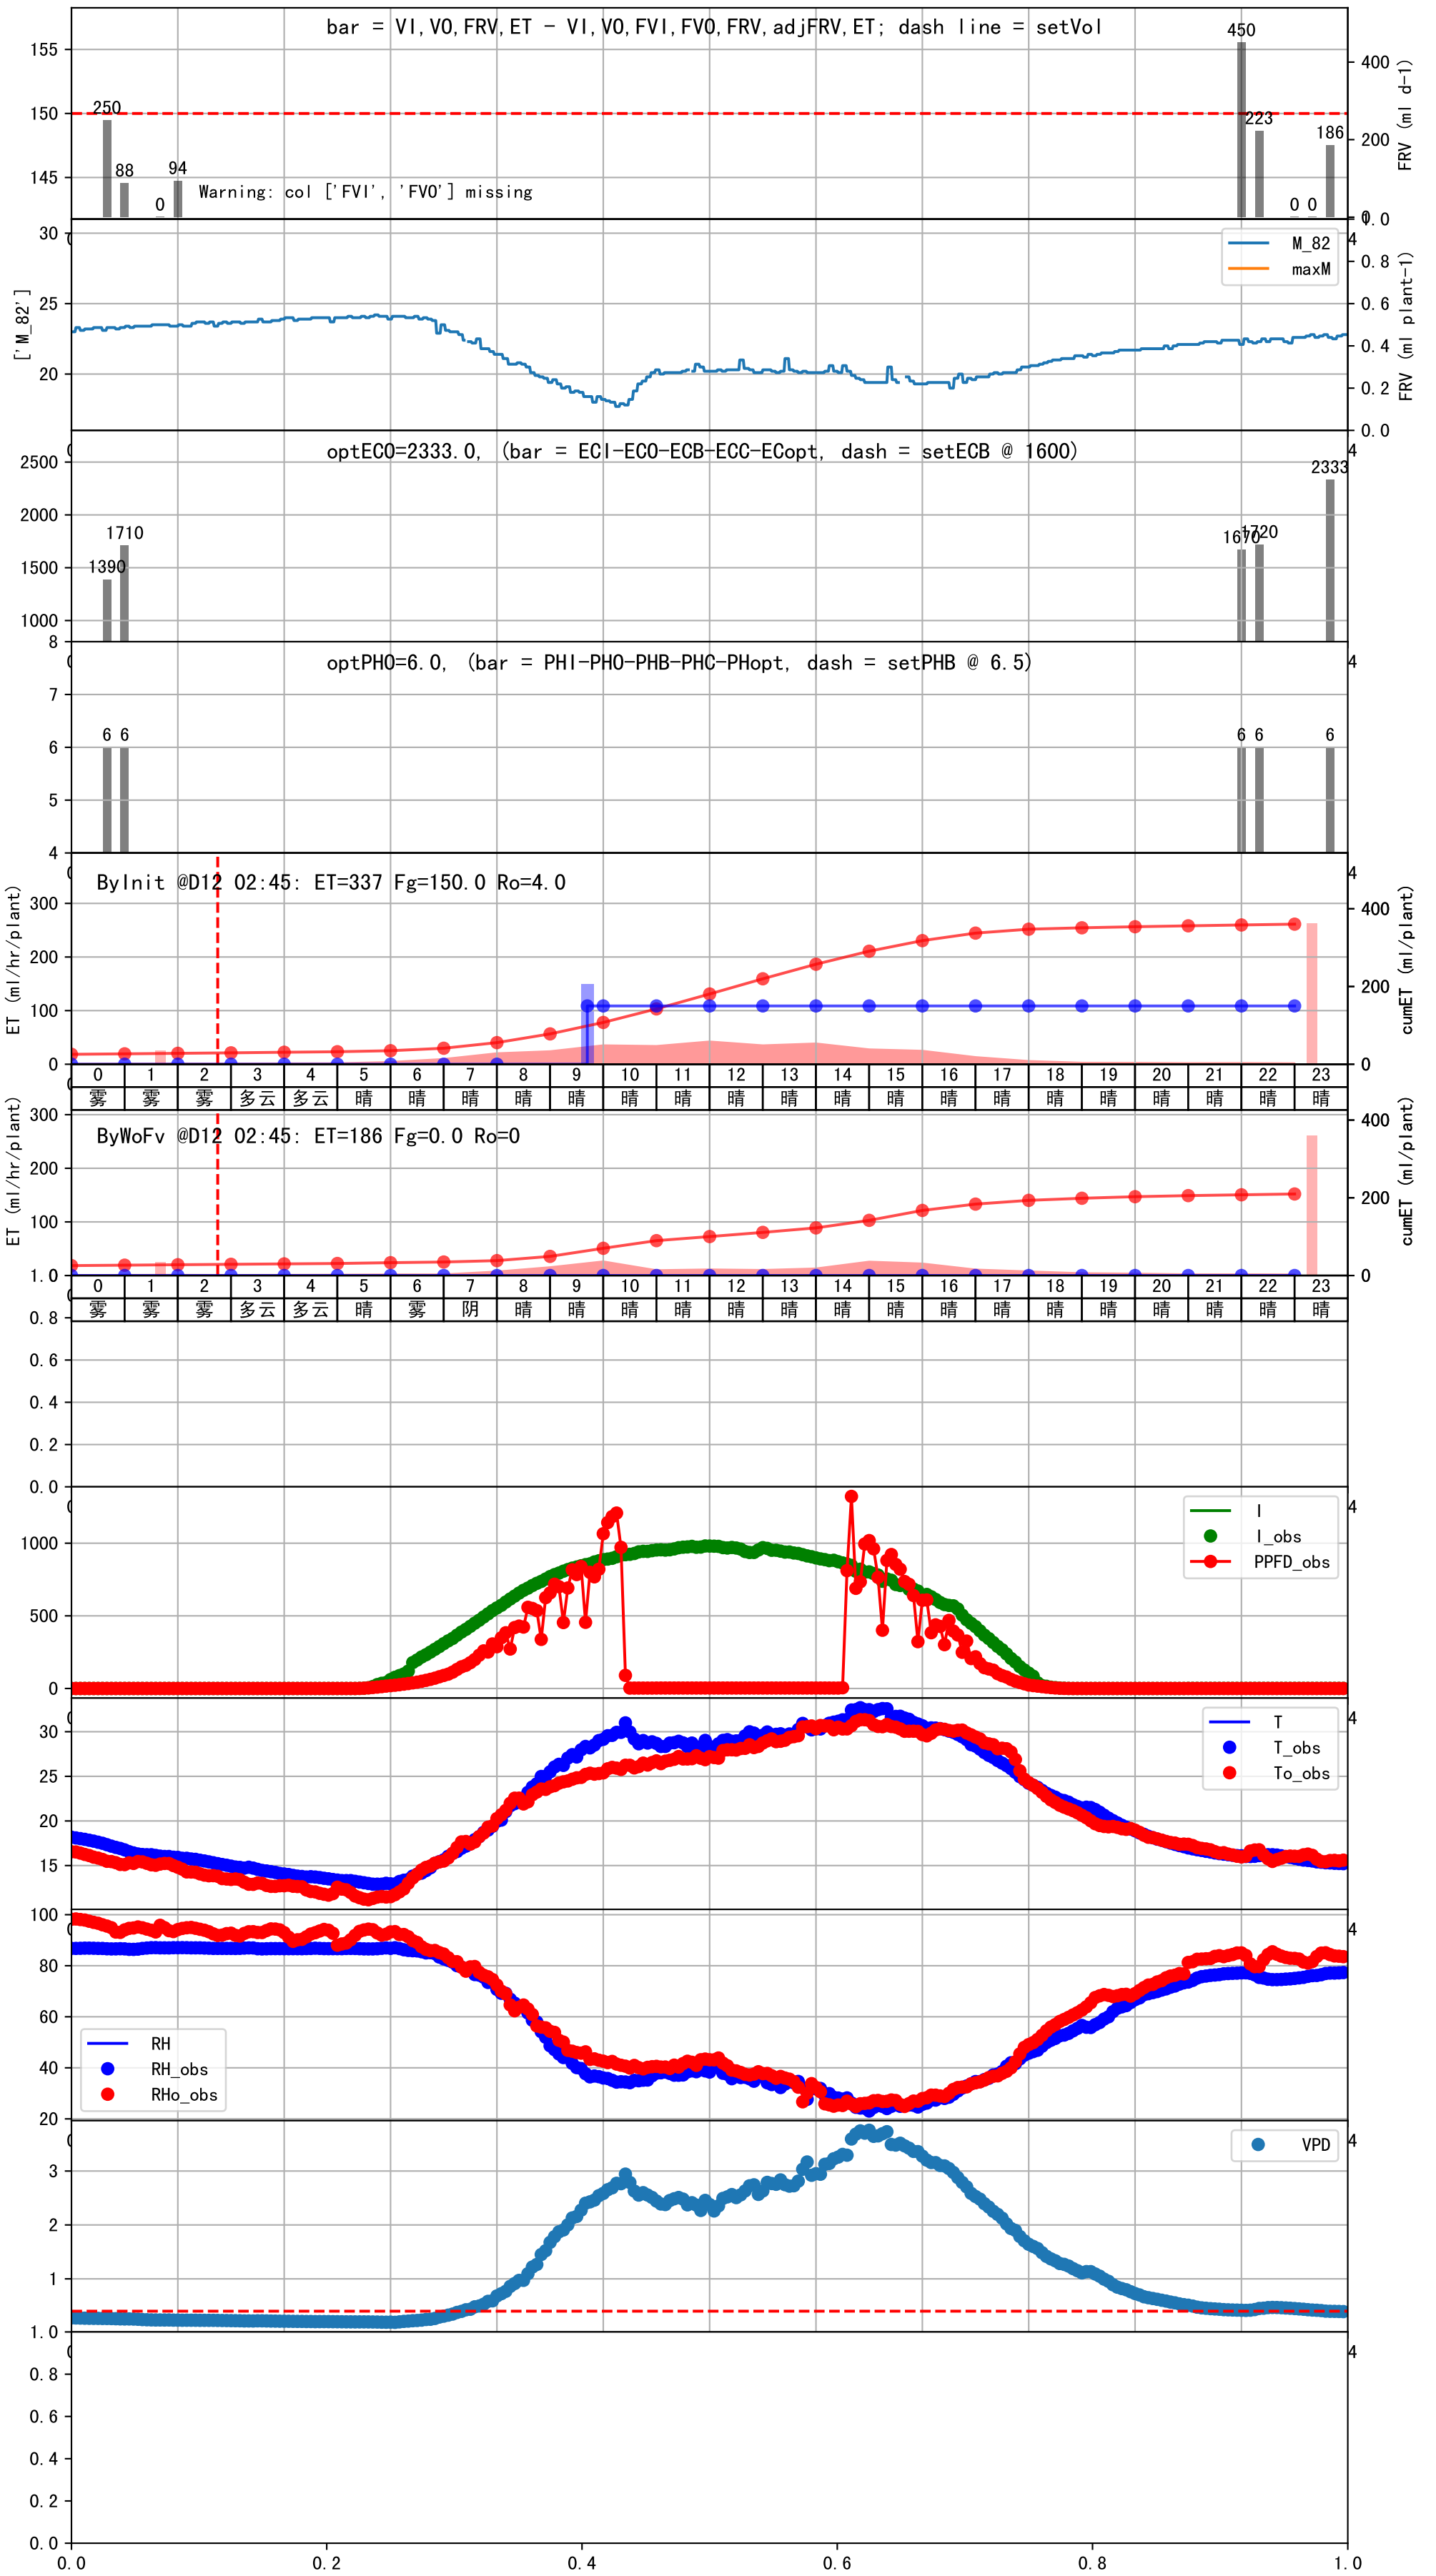 bar = VI,VO,FRV,ET - VI,VO,FVI,FVO,FRV,adjFRV,ET; dash line = setVol
155
150
145
250
88
0
94
Warning: col ['FVI', 'FVO'] missing
450
223
0
0
186
400
200
0
FRV (ml d-1)
30
25
20
['M_82']
M_82
maxM
1.0
0.8
0.6
0.4
0.2
0.0
FRV (ml plant-1)
optECO=2333.0, (bar = ECI-ECO-ECB-ECC-ECopt, dash = setECB @ 1600)
2500
2000
1500
1000
1390
1710
1670
1720
2333
optPHO=6.0, (bar = PHI-PHO-PHB-PHC-PHopt, dash = setPHB @ 6.5)
8
7
6
5
4
6 6
6 6
6
ByInit @D12 02:45: ET=337 Fg=150.0 Ro=4.0
ET (ml/hr/plant)
300
200
100
0
400
200
0
cumET (ml/plant)
0 1 2 3 4 5 6 7 8 9 10 11 12 13 14 15 16 17 18 19 20 21 22 23
雾 雾 雾 多云 多云 晴 晴 晴 晴 晴 晴 晴 晴 晴 晴 晴 晴 晴 晴 晴 晴 晴 晴 晴
ByWoFv @D12 02:45: ET=186 Fg=0.0 Ro=0
ET (ml/hr/plant)
300
200
100
400
200
0
cumET (ml/plant)
0 1 2 3 4 5 6 7 8 9 10 11 12 13 14 15 16 17 18 19 20 21 22 23
雾 雾 雾 多云 多云 晴 雾 阴 晴 晴 晴 晴 晴 晴 晴 晴 晴 晴 晴 晴 晴 晴 晴 晴
1.0
0.8
0.6
0.4
0.2
0.0
1000
500
0
I
I_obs
PPFD_obs
30
25
20
15
T
T_obs
To_obs
100
80
60
40
20
RH
RH_obs
RHo_obs
3
2
1
VPD
1.0
0.8
0.6
0.4
0.2
0.0
0.0 0.2 0.4 0.6 0.8 1.0